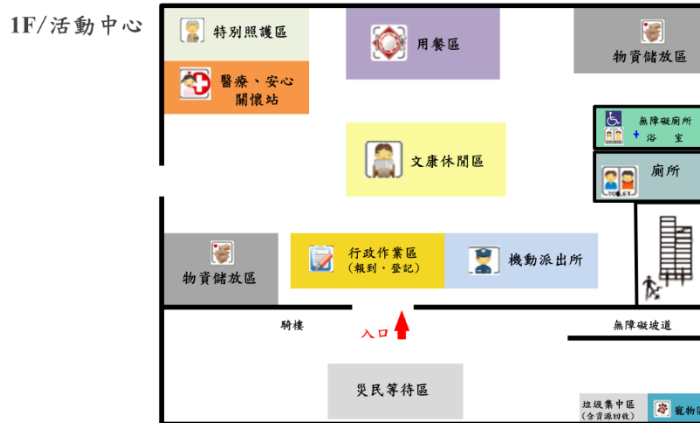 1F/活動中心
特別照護區
用餐區
物資儲放區
醫療、安心
關懷站
無障礙廁所
+ 浴 室
文康休閒區
廁所
TOILET
物資儲放區
行政作業區
(報到·登記)
機動派出所
騎樓
入口
無障礙坡道
災民等待區
垃圾集中區
(含資源回收)
寵物區